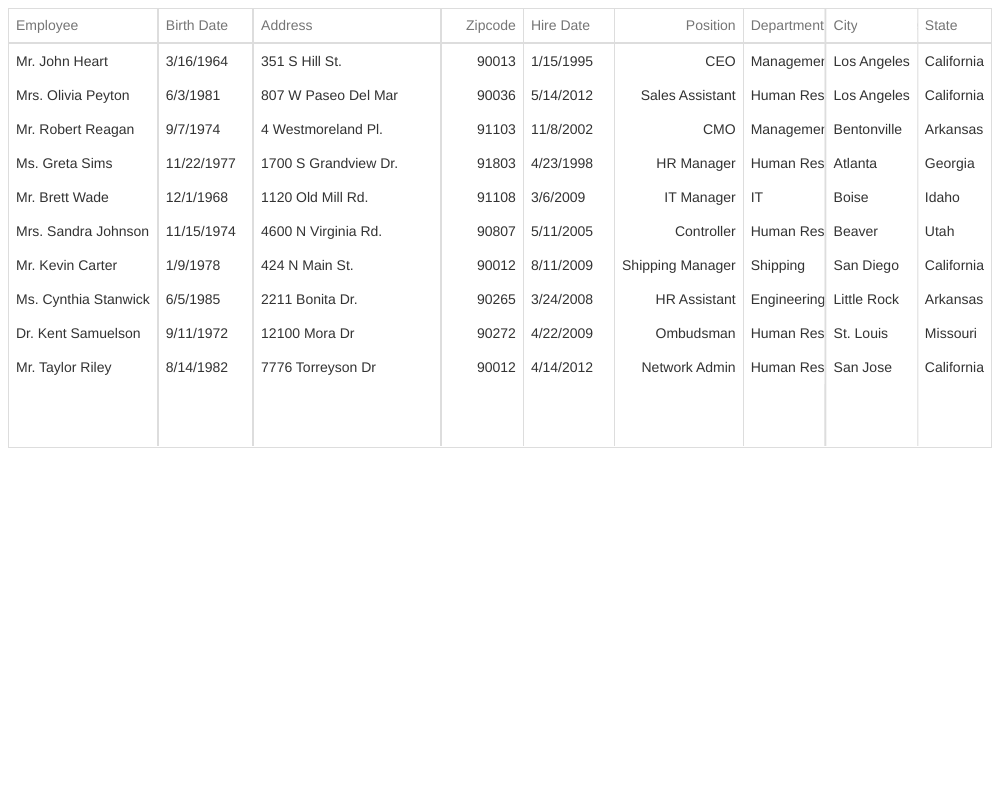 Employee Birth Date Address Zipcode Hire Date Position Department City State
Mr. John Heart 3/16/1964 351 S Hill St. 90013 1/15/1995 CEO Managemer Los Angeles California
Mrs. Olivia Peyton 6/3/1981 807 W Paseo Del Mar 90036 5/14/2012 Sales Assistant Human Res Los Angeles California
Mr. Robert Reagan 9/7/1974 4 Westmoreland Pl. 91103 11/8/2002 CMO Managemer Bentonville Arkansas
Ms. Greta Sims 11/22/1977 1700 S Grandview Dr. 91803 4/23/1998 HR Manager Human Res Atlanta Georgia
Mr. Brett Wade 12/1/1968 1120 Old Mill Rd. 91108 3/6/2009 IT Manager IT Boise Idaho
Mrs. Sandra Johnson 11/15/1974 4600 N Virginia Rd. 90807 5/11/2005 Controller Human Res Beaver Utah
Mr. Kevin Carter 1/9/1978 424 N Main St. 90012 8/11/2009 Shipping Manager Shipping San Diego California
Ms. Cynthia Stanwick 6/5/1985 2211 Bonita Dr. 90265 3/24/2008 HR Assistant Engineering Little Rock Arkansas
Dr. Kent Samuelson 9/11/1972 12100 Mora Dr 90272 4/22/2009 Ombudsman Human Res St. Louis Missouri
Mr. Taylor Riley 8/14/1982 7776 Torreyson Dr 90012 4/14/2012 Network Admin Human Res San Jose California